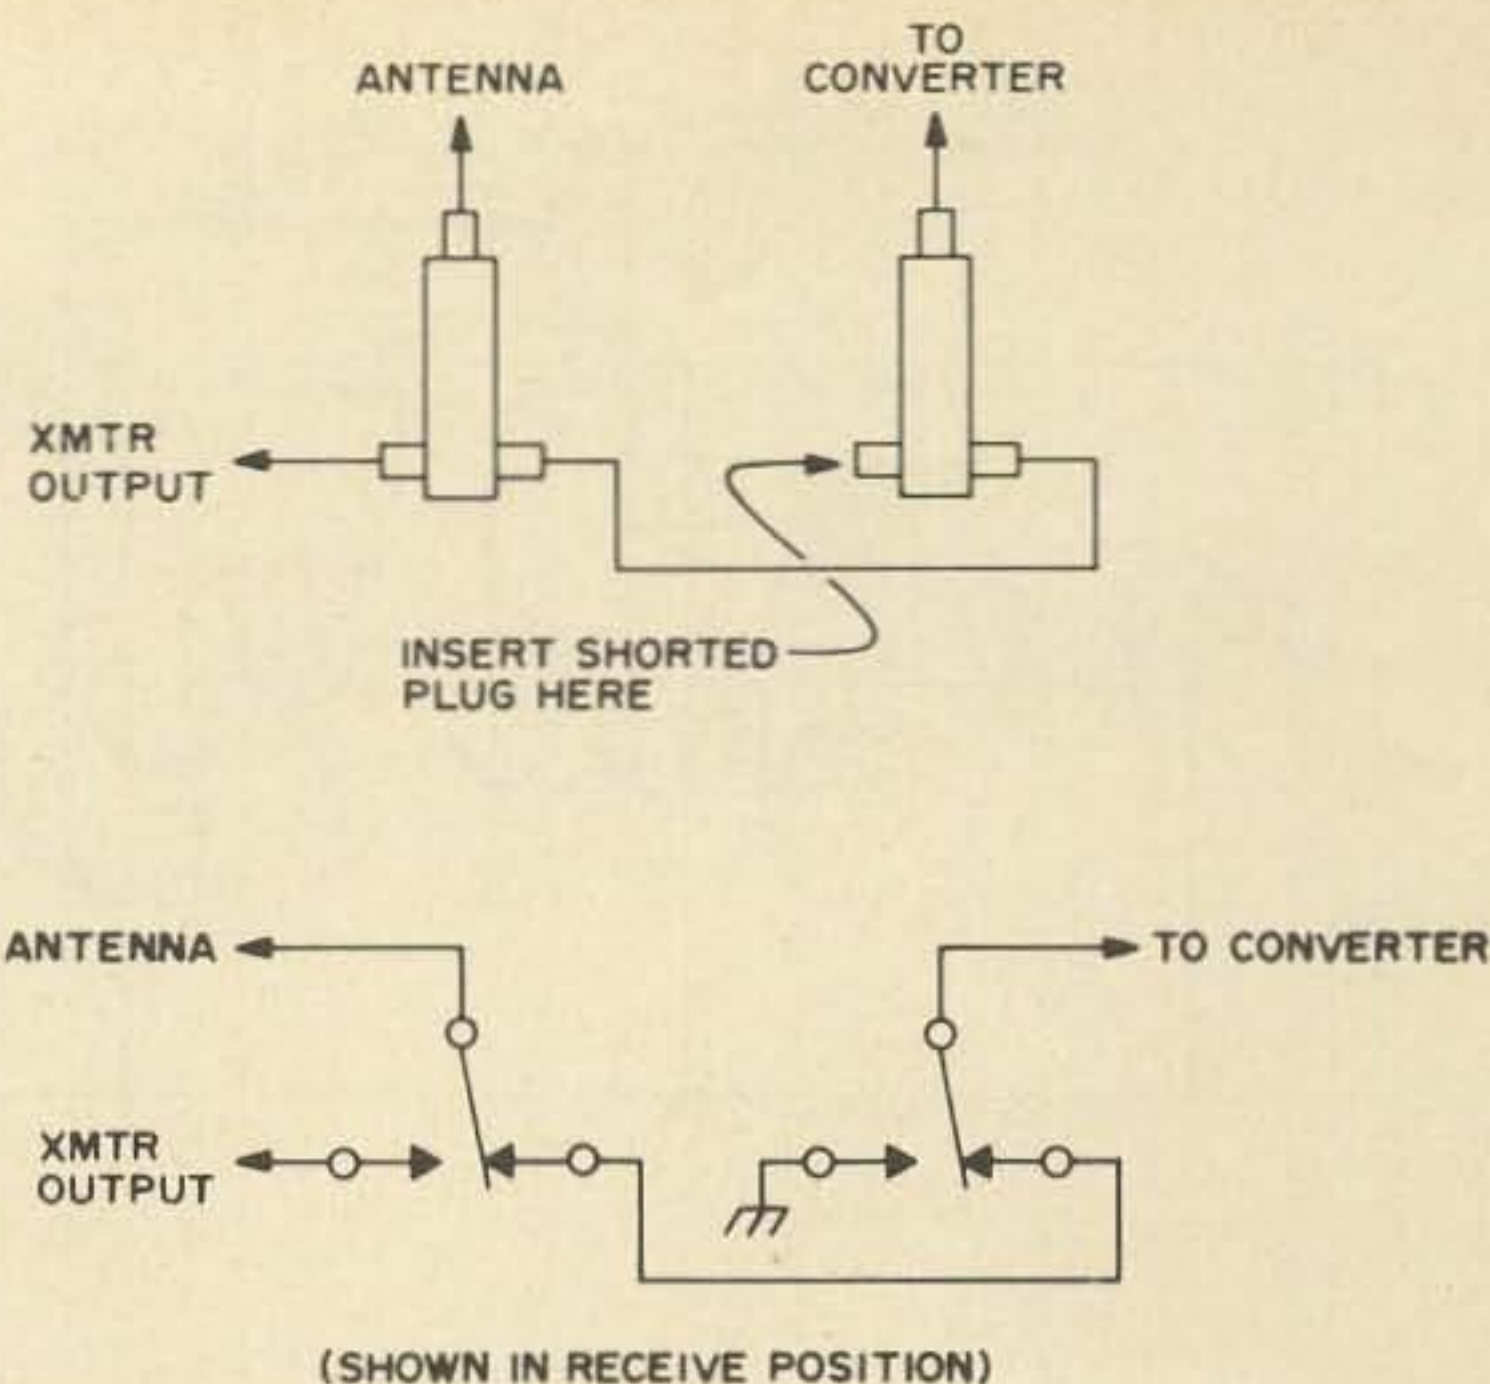 ANTENNA
TO
CONVERTER
XMTR
OUTPUT
INSERT SHORTED
PLUG HERE
ANTENNA
TO CONVERTER
XMTR
OUTPUT
(SHOWN IN RECEIVE POSITION)